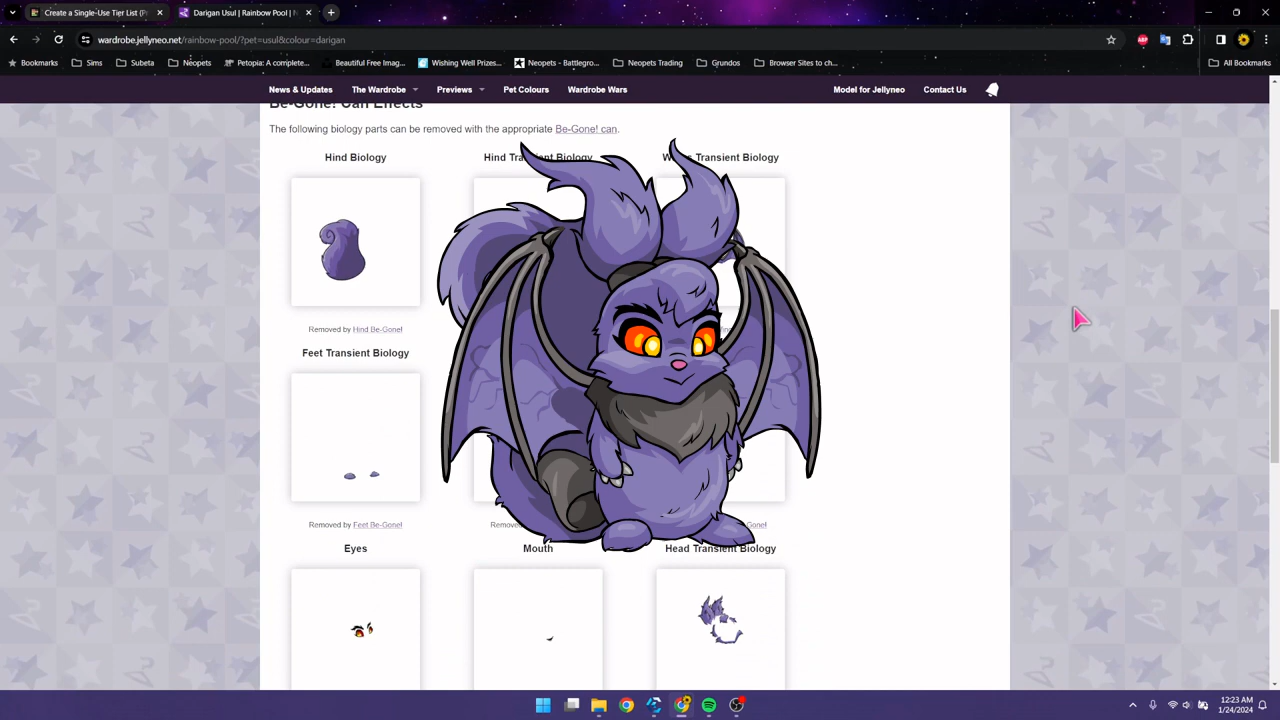 Create a Single-Use Tier List (P
Darigan Usul | Rainbow Pool | N
wardrobe.jellyneo.net/rainbow-pool/?pet=usul&colour=darigan
Bookmarks Sims Subeta Neopets Petopia: A complete... Beautiful Free Imag... Wishing Well Prizes... Neopets - Battlegro... Neopets Trading Grundos Browser Sites to ch... All Bookmarks
News & Updates The Wardrobe Previews Pet Colours Wardrobe Wars Model for Jellyneo Contact Us
Be-Gone! Can Effects
The following biology parts can be removed with the appropriate Be-Gone! can.
Hind Biology Transient Biology
Removed by Hind Be-Gone!
Feet Transient Biology
Removed by Feet Be-Gone!
Eyes Mouth Head Transient Biology
12:23 AM
1/24/2024